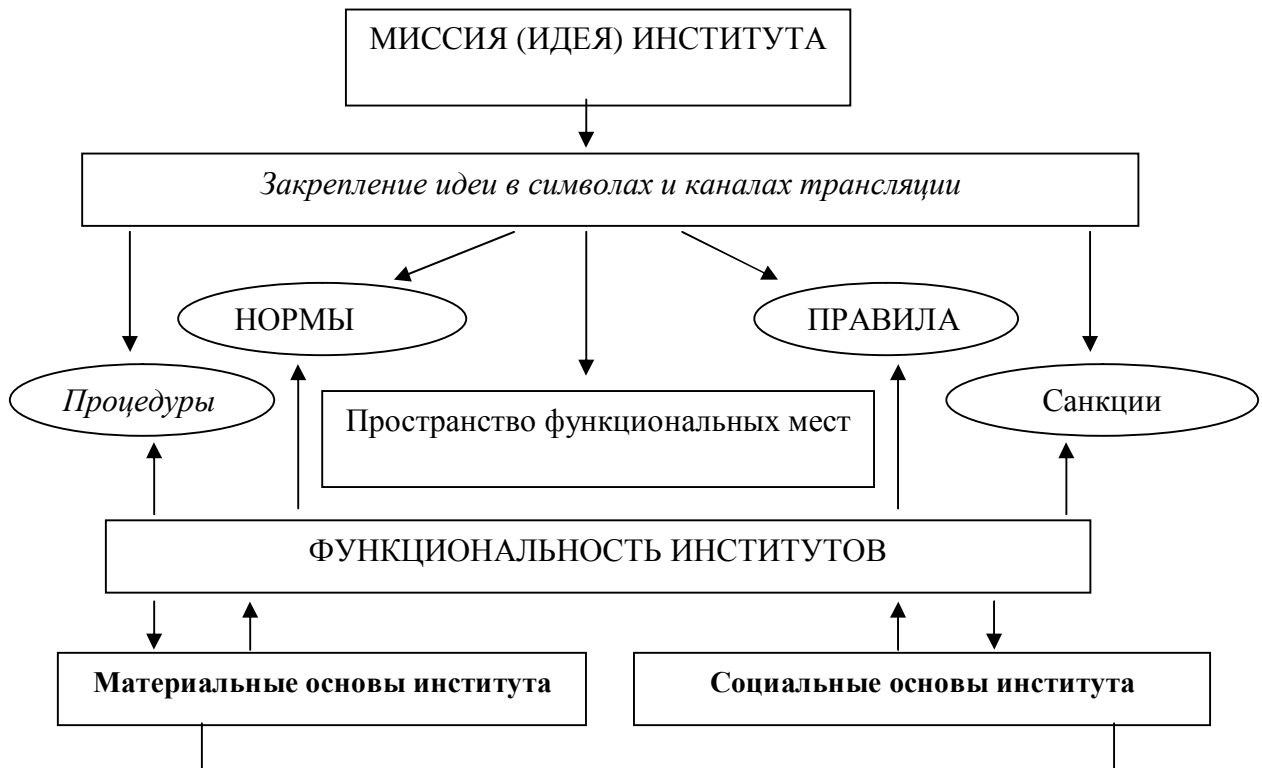 МИССИЯ (ИДЕЯ) ИНСТИТУТА
Закрепление идеи в символах и каналах трансляции
НОРМЫ
ПРАВИЛА
Процедуры
Санкции
Пространство функциональных мест
ФУНКЦИОНАЛЬНОСТЬ ИНСТИТУТОВ
Материальные основы института
Социальные основы института